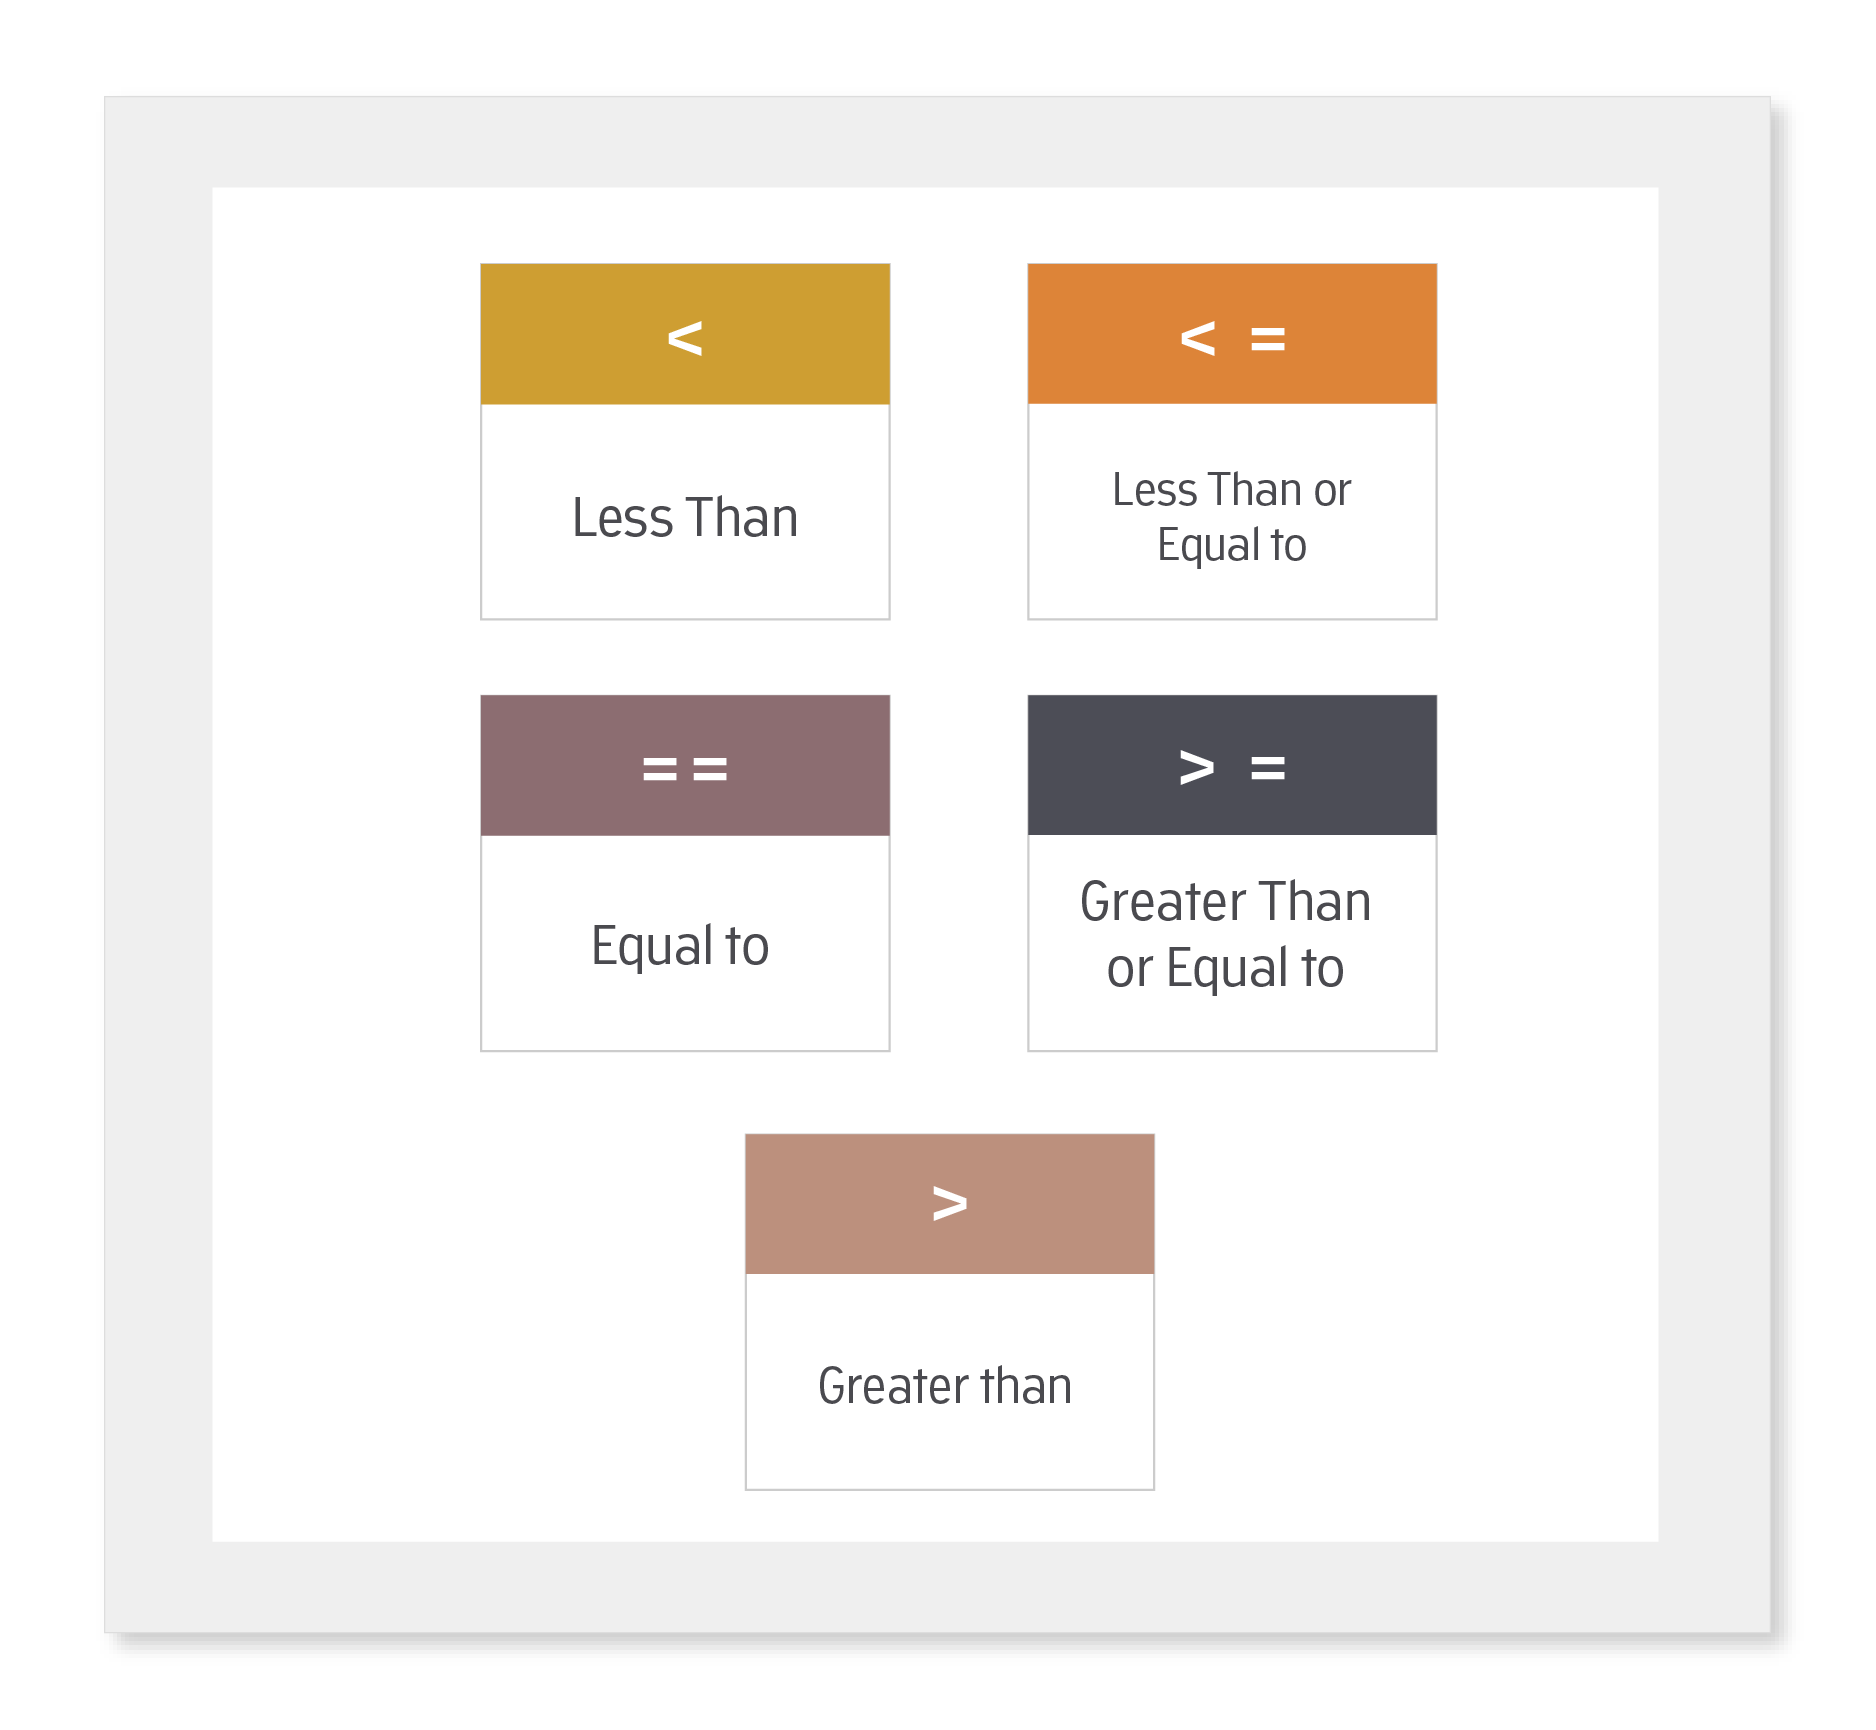 <
Less Than
< =
Less Than or
Equal to
==
Equal to
> =
Greater Than
or Equal to
>
Greater than